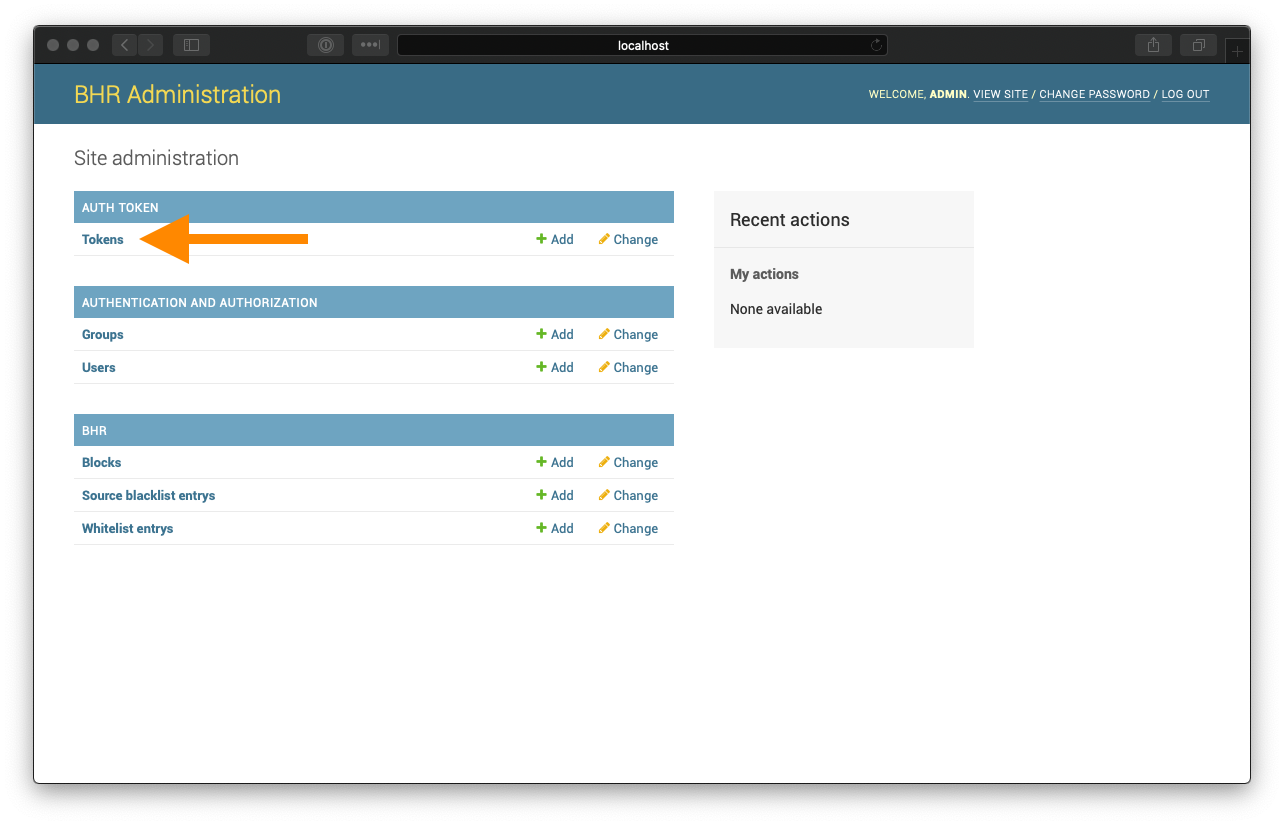 localhost
BHR Administration
WELCOME, ADMIN. VIEW SITE / CHANGE PASSWORD / LOG OUT
Site administration
AUTH TOKEN
Tokens Add Change
AUTHENTICATION AND AUTHORIZATION
Groups Add Change
Users Add Change
BHR
Blocks Add Change
Source blacklist entrys Add Change
Whitelist entrys Add Change
Recent actions
My actions
None available